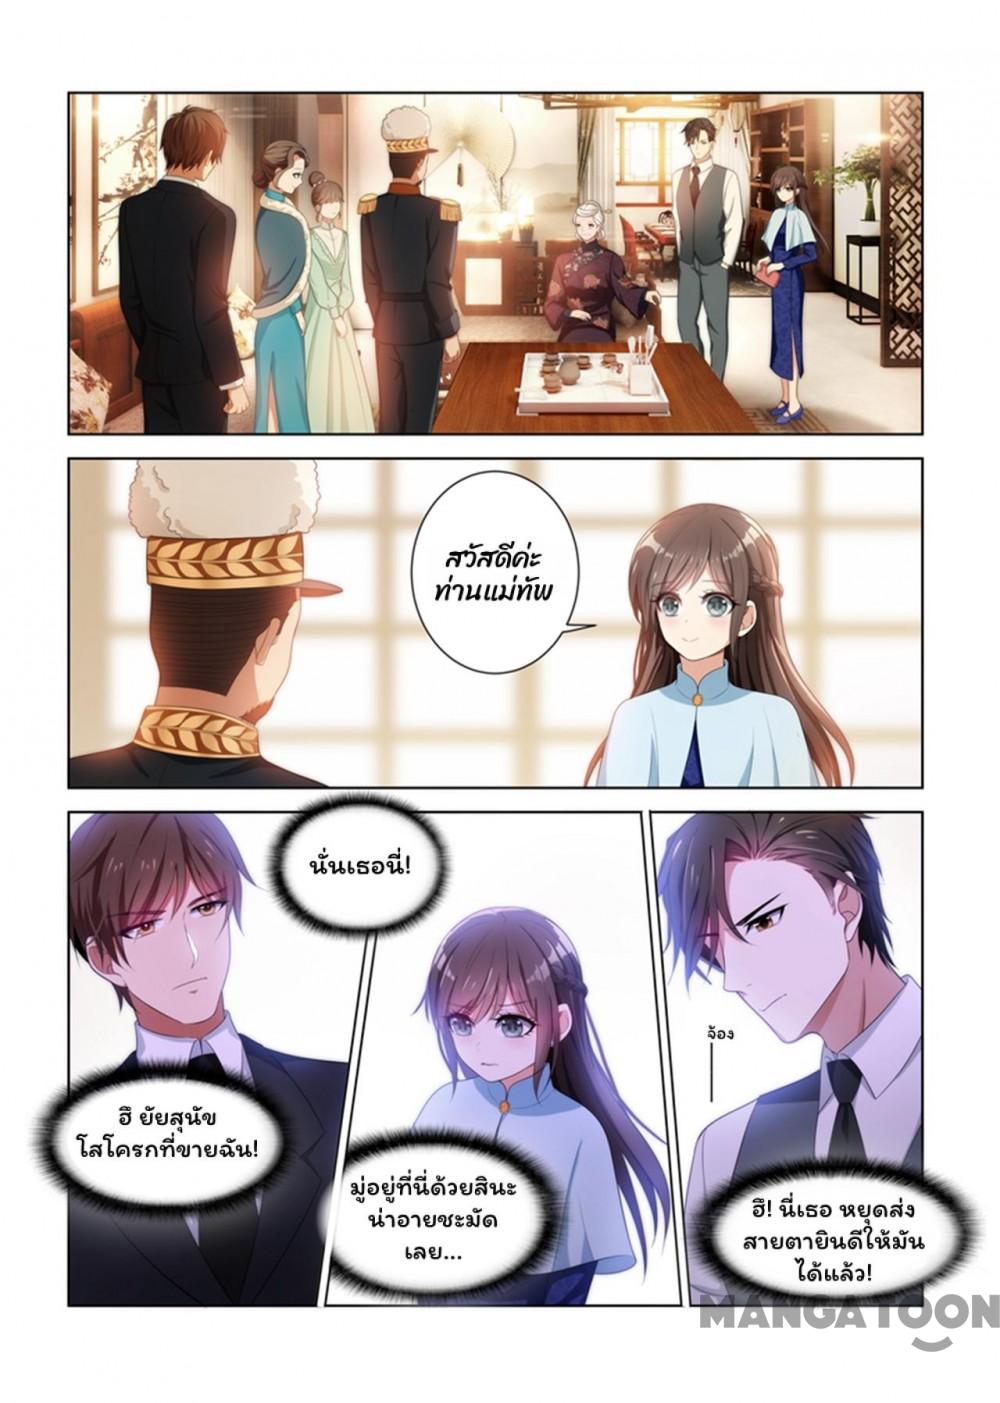 สวัสดีค่ะ
ท่านแม่ทัพ
นั่นเธอนี่!
ฮึ ยัยสุนัข
โสโครกที่ขายฉัน!
มู่อยู่ที่นี่ด้วยสินะ
น่าอายชะมัด
เลย...
จ้อง
ฮึ! นี่เธอ หยุดส่ง
สายตายินดีให้มัน
ได้แล้ว!
MANGATOON